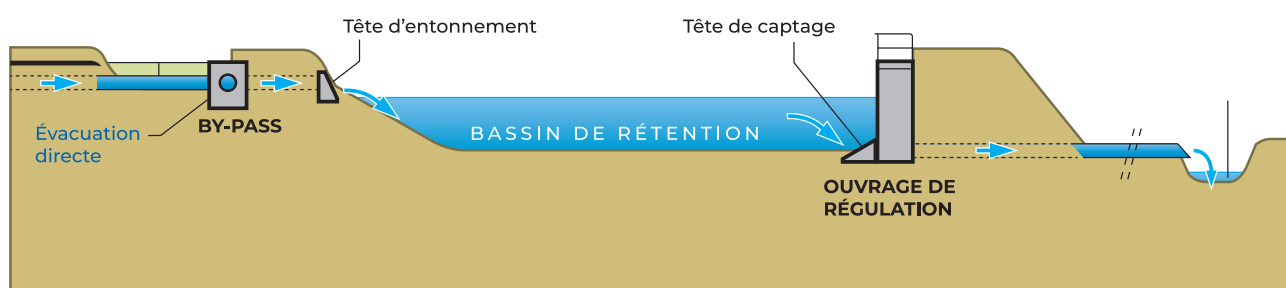 Tête d’entonnement
Tête de captage
Évacuation
directe
BY-PASS
BASSIN DE RÉTENTION
OUVRAGE DE
RÉGULATION